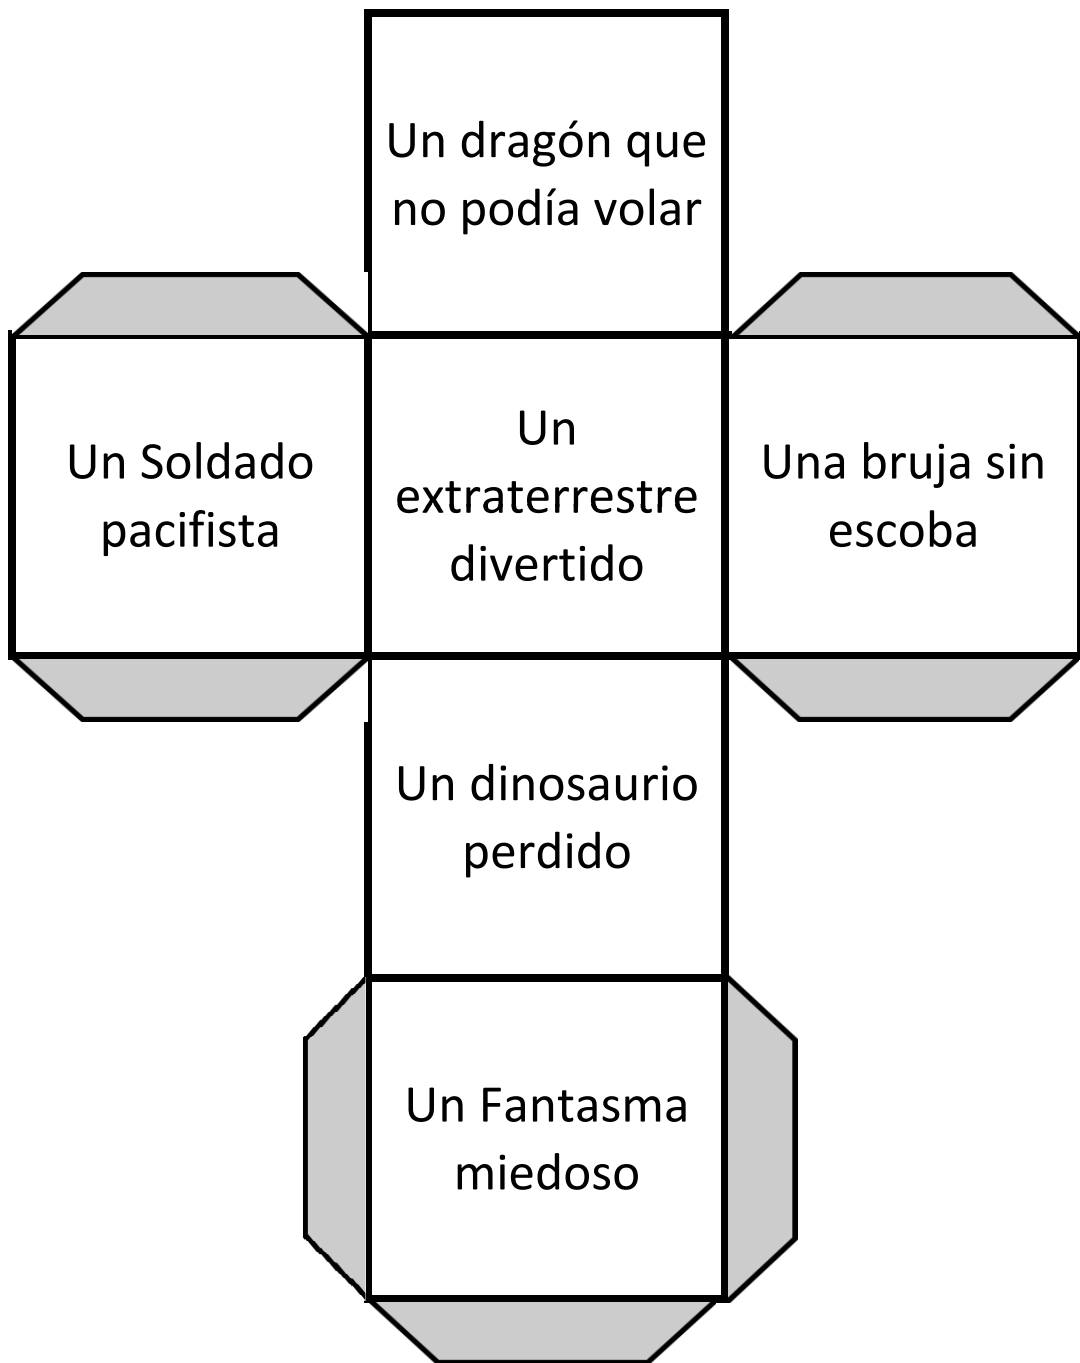 Un dragón que
no podía volar
Un Soldado
pacifista
Un
extraterrestre
divertido
Una bruja sin
escoba
Un dinosaurio
perdido
Un Fantasma
miedoso